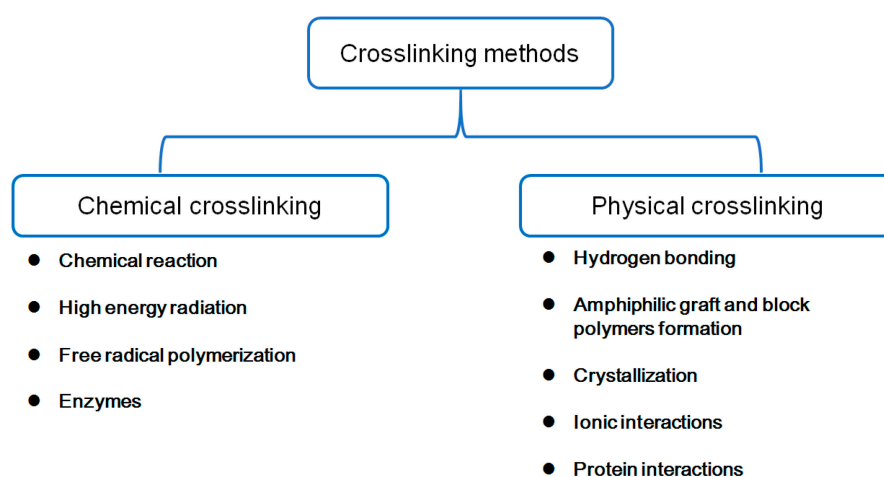 Crosslinking methods
Chemical crosslinking
● Chemical reaction
● High energy radiation
● Free radical polymerization
● Enzymes
Physical crosslinking
● Hydrogen bonding
● Amphiphilic graft and block
polymers formation
● Crystallization
● Ionic interactions
● Protein interactions